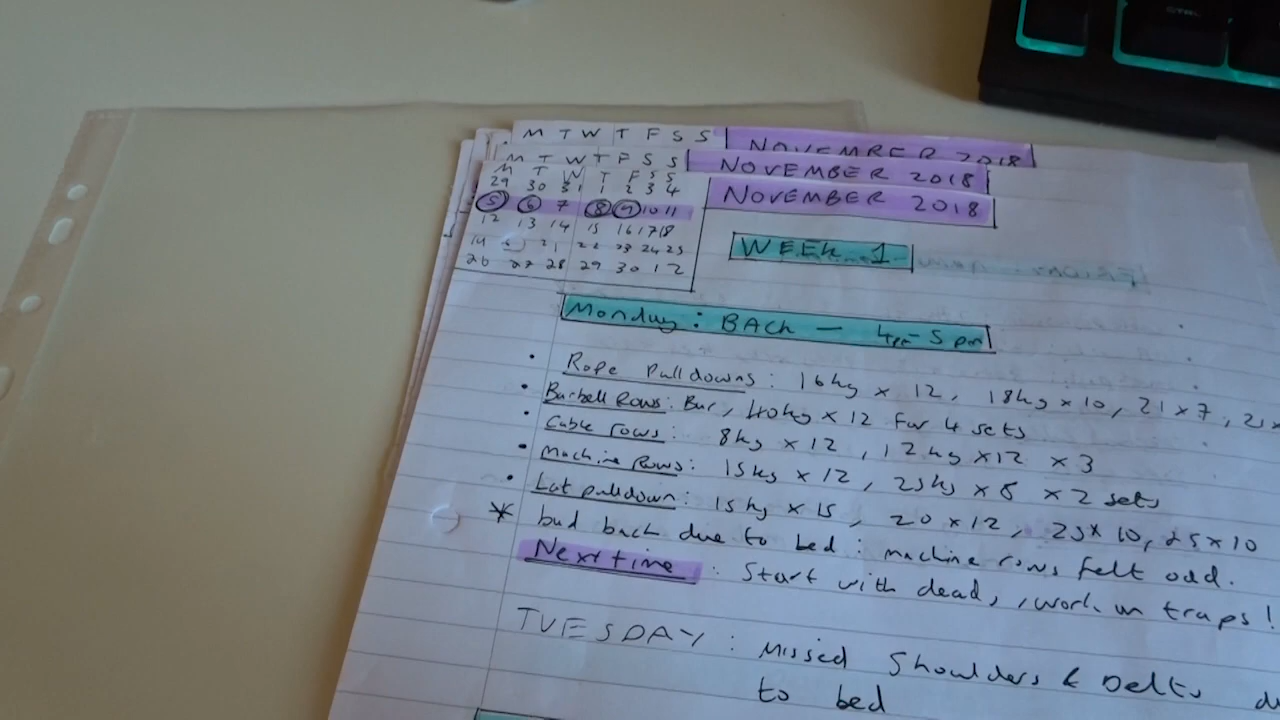 M T W T F S S NOVEMBER 2018
M T W T F S S NOVEMBER 2018
M T W T F S S NOVEMBER 2018
29 30 31 1 2 3 4
5 6 7 8 9 10 11
12 13 14 15 16 17 18
21 22 23 24 25
26 27 28 29 30 1 2
WEEK 1
Monday: BACK — 4pm-5pm
• Rope Pulldowns: 16kg x 12, 18kg x 10, 21 x 7,
• Barbell Rows: Bar, 40kg x 12 for 4 sets
• Cable rows: 8kg x 12, 12kg x 12 x 3
• Machine Rows: 15kg x 12, 25kg x 8 x 2 sets
• Lat pulldown: 15kg x 15, 20 x 12, 25 x 10, 25 x 10
* bad back due to bed: machine rows felt odd.
Next time: Start with deads, work on traps!
TUESDAY: Missed Shoulders & Delts
to bed